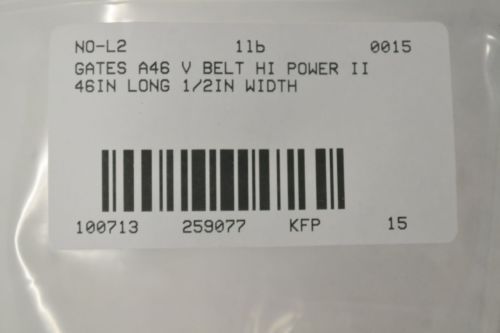 NO-L2 1lb 0015
GATES A46 V BELT HI POWER II
46IN LONG 1/2IN WIDTH
100713 259077 KFP 15